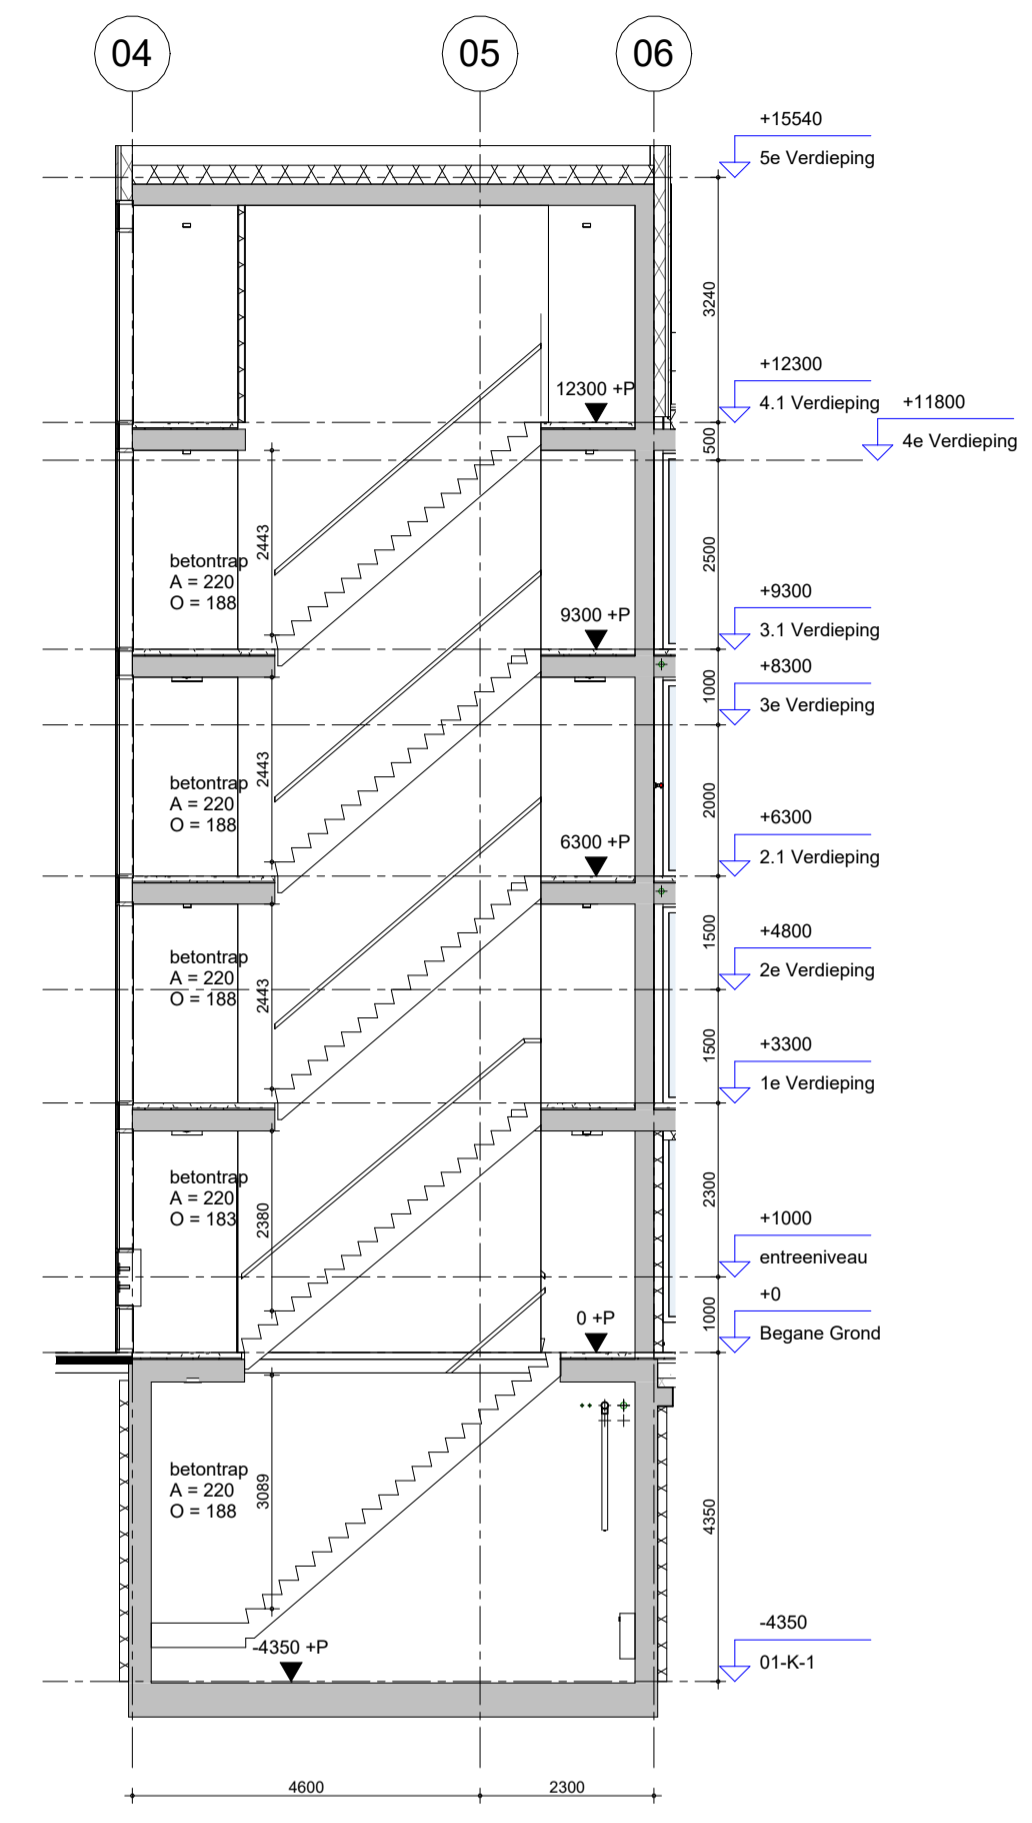 04
05
06
+15540
5e Verdieping
3240
+12300
12300 +P
4.1 Verdieping
+11800
4e Verdieping
500
2443
betontrap
A = 220
O = 188
2500
+9300
9300 +P
3.1 Verdieping
+8300
1000
3e Verdieping
2443
betontrap
A = 220
O = 188
2000
+6300
6300 +P
2.1 Verdieping
1500
+4800
2e Verdieping
betontrap
A = 220
O = 188
2443
1500
+3300
1e Verdieping
betontrap
A = 220
O = 183
2380
2300
+1000
entreeniveau
+0
1000
0 +P
Begane Grond
betontrap
A = 220
O = 188
3089
4350
-4350
-4350 +P
01-K-1
4600
2300